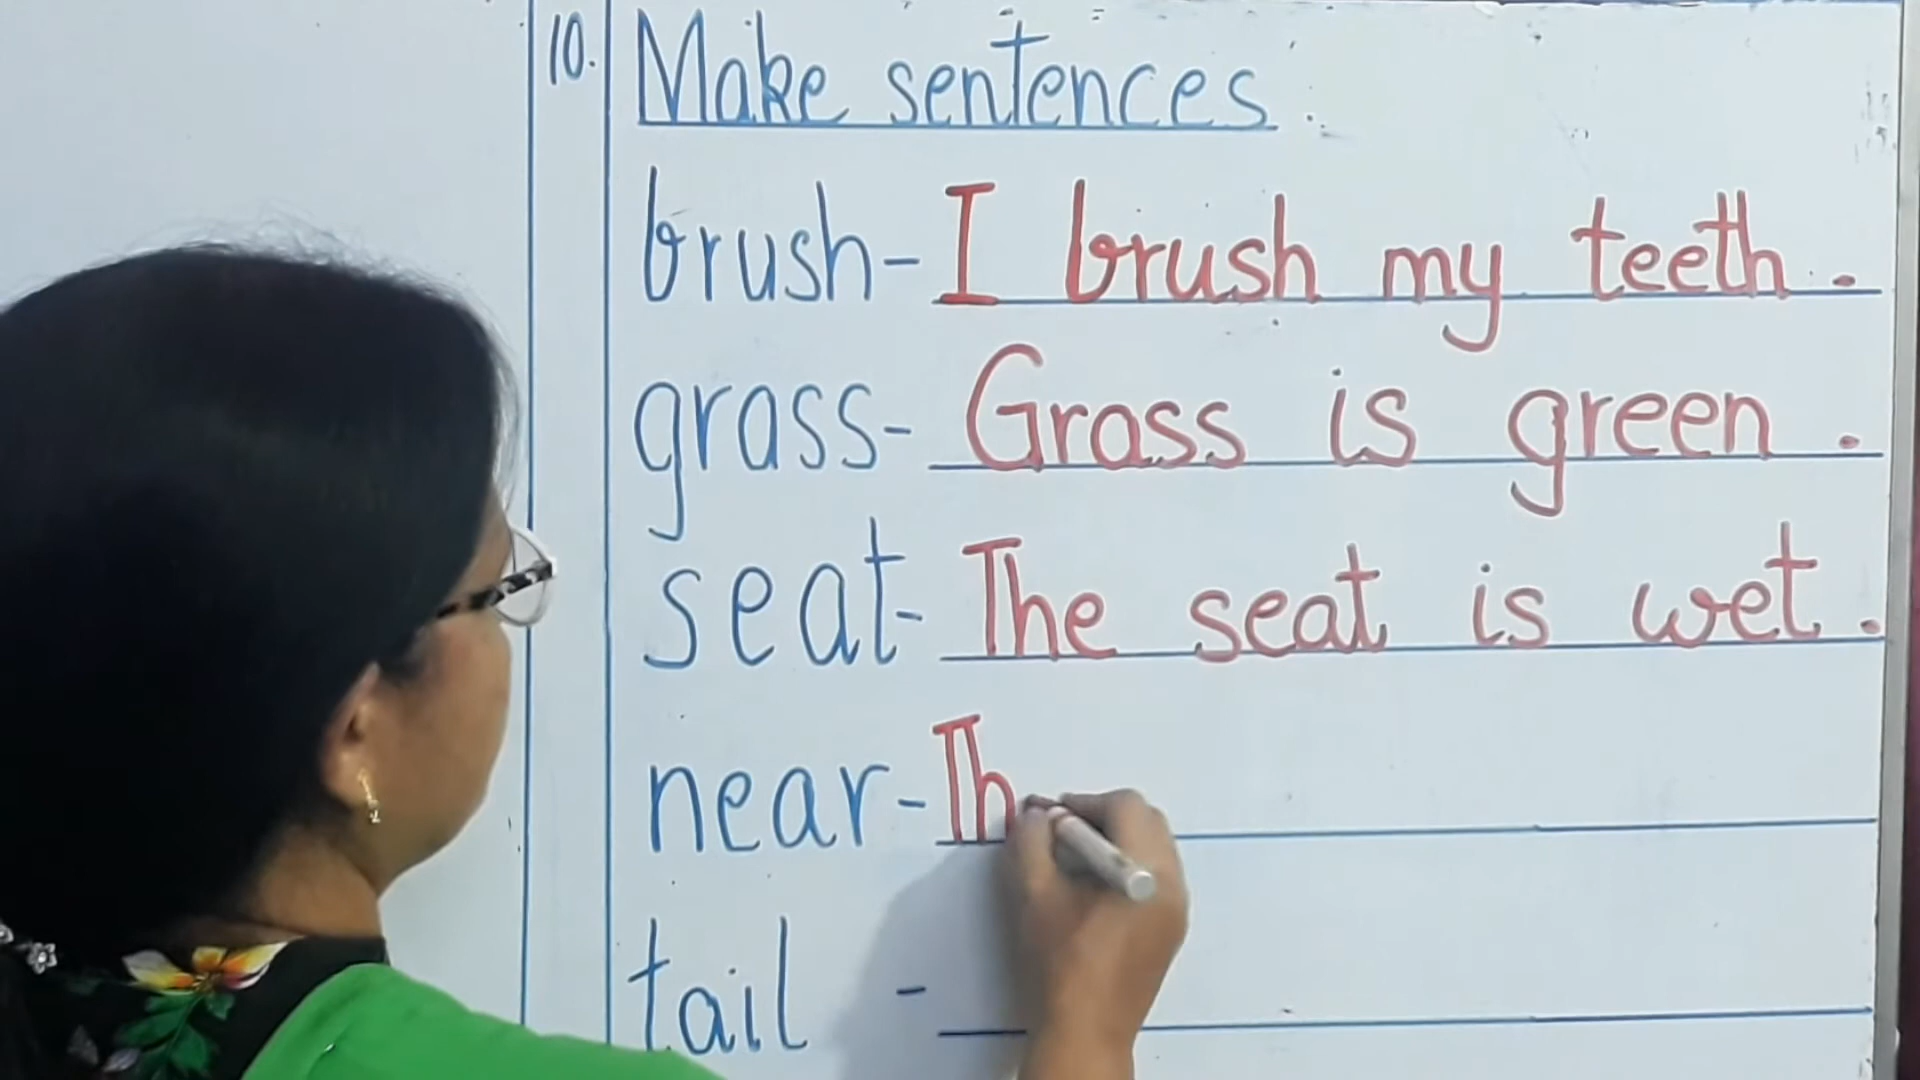 10. Make sentences.
brush- I brush my teeth.
grass- Grass is green.
seat- The seat is wet.
near- Th
tail -